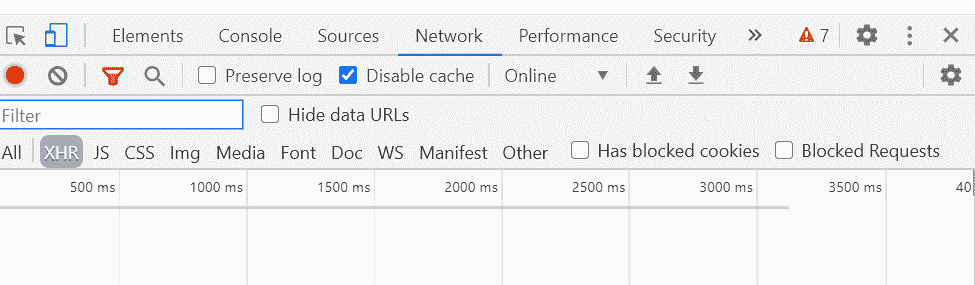 Elements Console Sources Network Performance Security » 7
Preserve log Disable cache Online
Filter Hide data URLs
All XHR JS CSS Img Media Font Doc WS Manifest Other Has blocked cookies Blocked Requests
500 ms 1000 ms 1500 ms 2000 ms 2500 ms 3000 ms 3500 ms 40